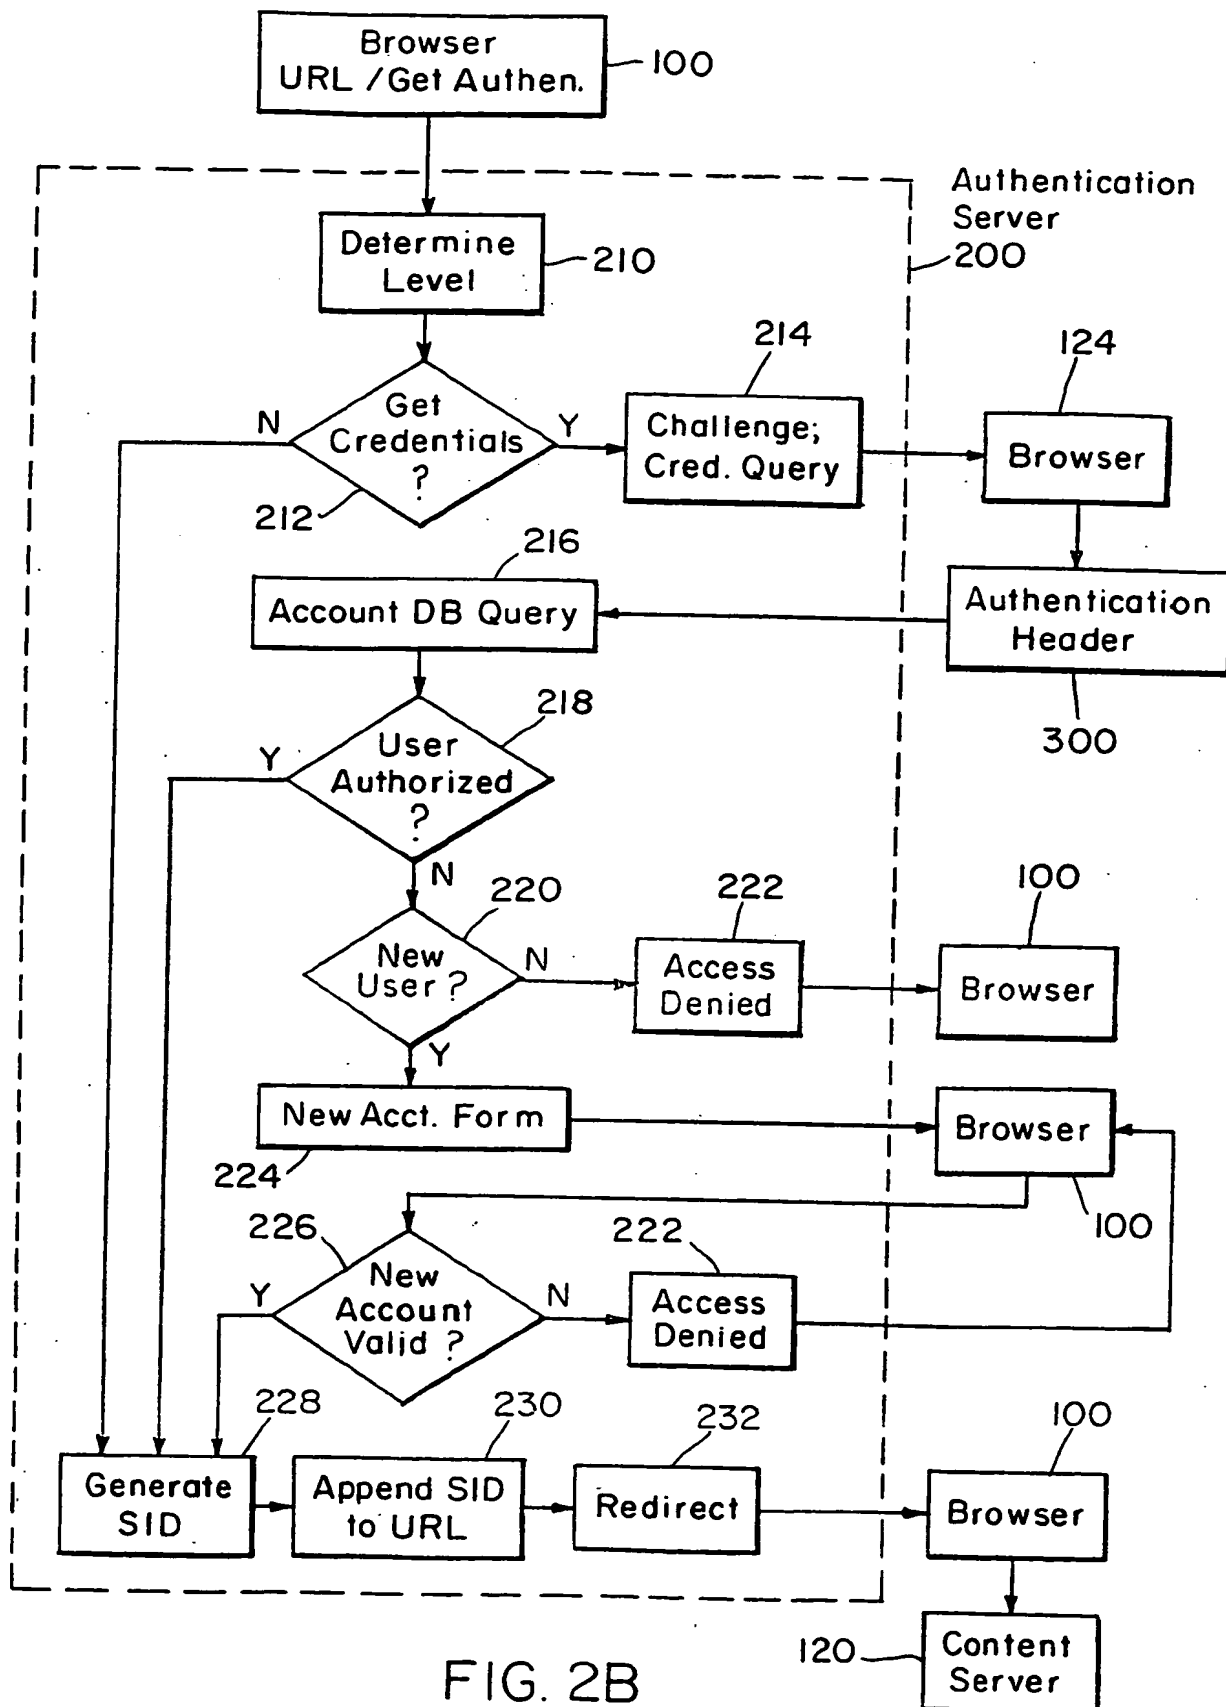 Browser
URL / Get Authen.
100
Authentication
Server
200
Determine
Level
210
214
124
N
Get
Credentials
?
Y
Challenge;
Cred. Query
Browser
212
216
Account DB Query
Authentication
Header
218
300
Y
User
Authorized
?
N
220
222
100
New
User ?
N
Access
Denied
Browser
Y
New Acct. Form
Browser
224
100
226
222
Y
New
Account
Valid ?
N
Access
Denied
228
230
232
100
Generate
SID
Append SID
to URL
Redirect
Browser
120
Content
Server
FIG. 2B